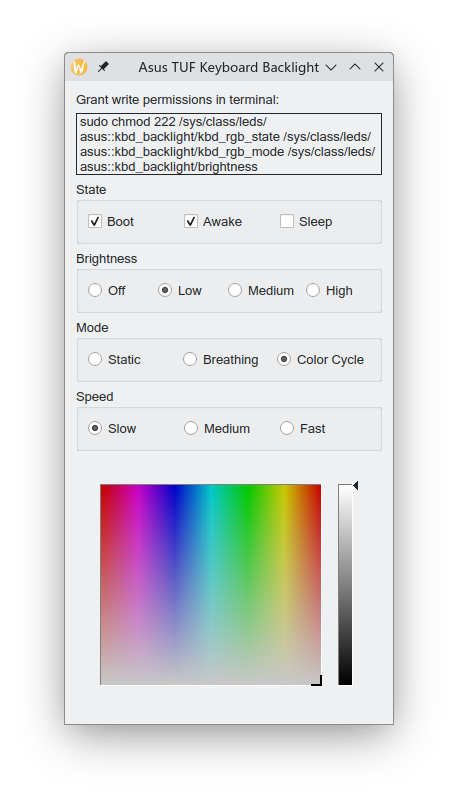 W
Asus TUF Keyboard Backlight
Grant write permissions in terminal:
sudo chmod 222 /sys/class/leds/
asus::kbd_backlight/kbd_rgb_state /sys/class/leds/
asus::kbd_backlight/kbd_rgb_mode /sys/class/leds/
asus::kbd_backlight/brightness
State
Boot Awake Sleep
Brightness
Off Low Medium High
Mode
Static Breathing Color Cycle
Speed
Slow Medium Fast